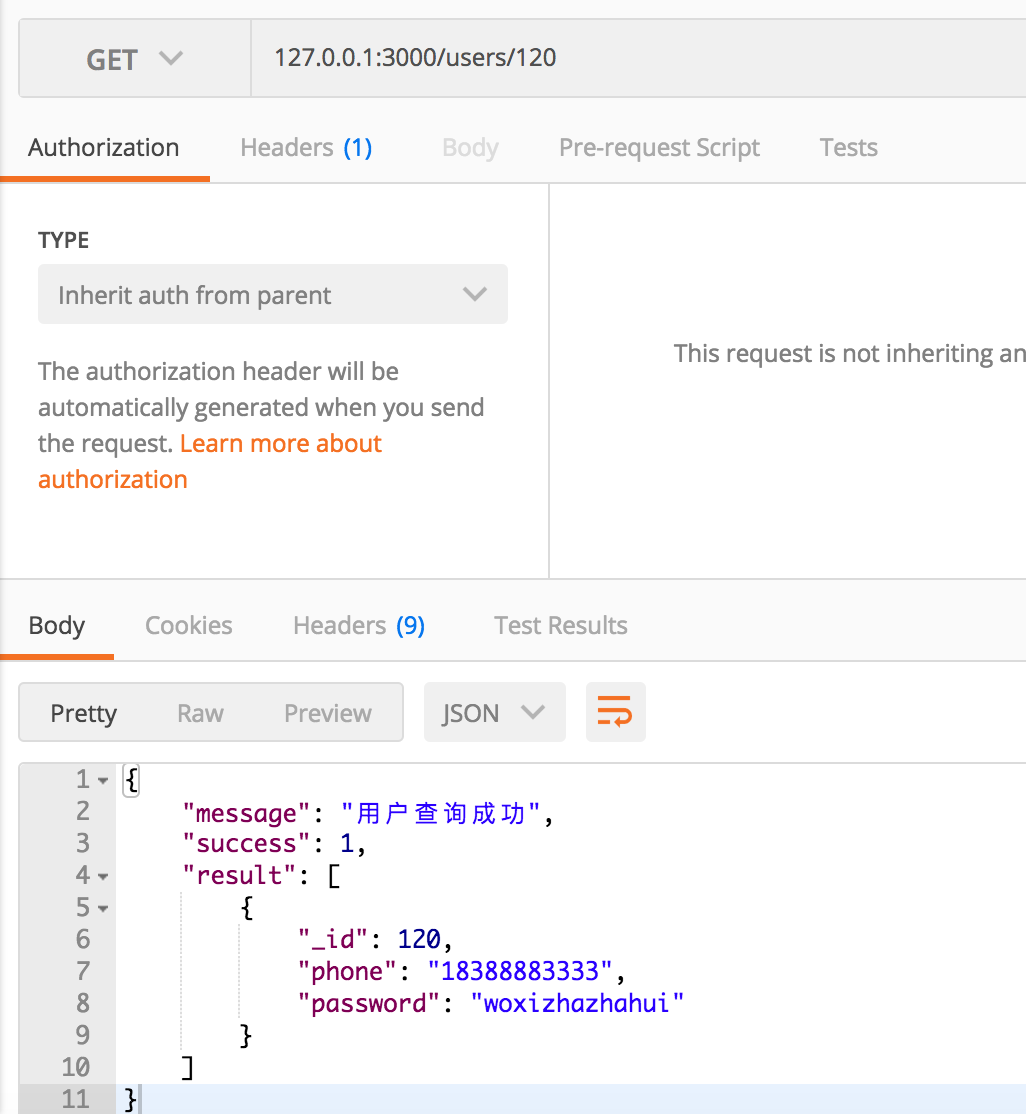 GET 127.0.0.1:3000/users/120
Authorization Headers (1) Body Pre-request Script Tests
TYPE
Inherit auth from parent
This request is not inheriting an
The authorization header will be
automatically generated when you send
the request. Learn more about
authorization
Body Cookies Headers (9) Test Results
Pretty Raw Preview JSON
1 {
2 "message": "用户查询成功",
3 "success": 1,
4 "result": [
5 {
6 "_id": 120,
7 "phone": "18388883333",
8 "password": "woxizhazhahui"
9 }
10 ]
11 }